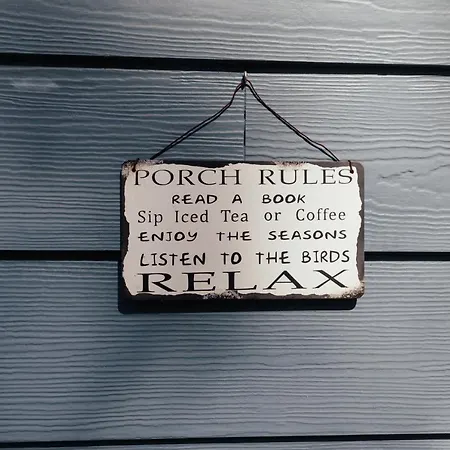 PORCH RULES
READ A BOOK
Sip Iced Tea or Coffee
ENJOY THE SEASONS
LISTEN TO THE BIRDS
RELAX